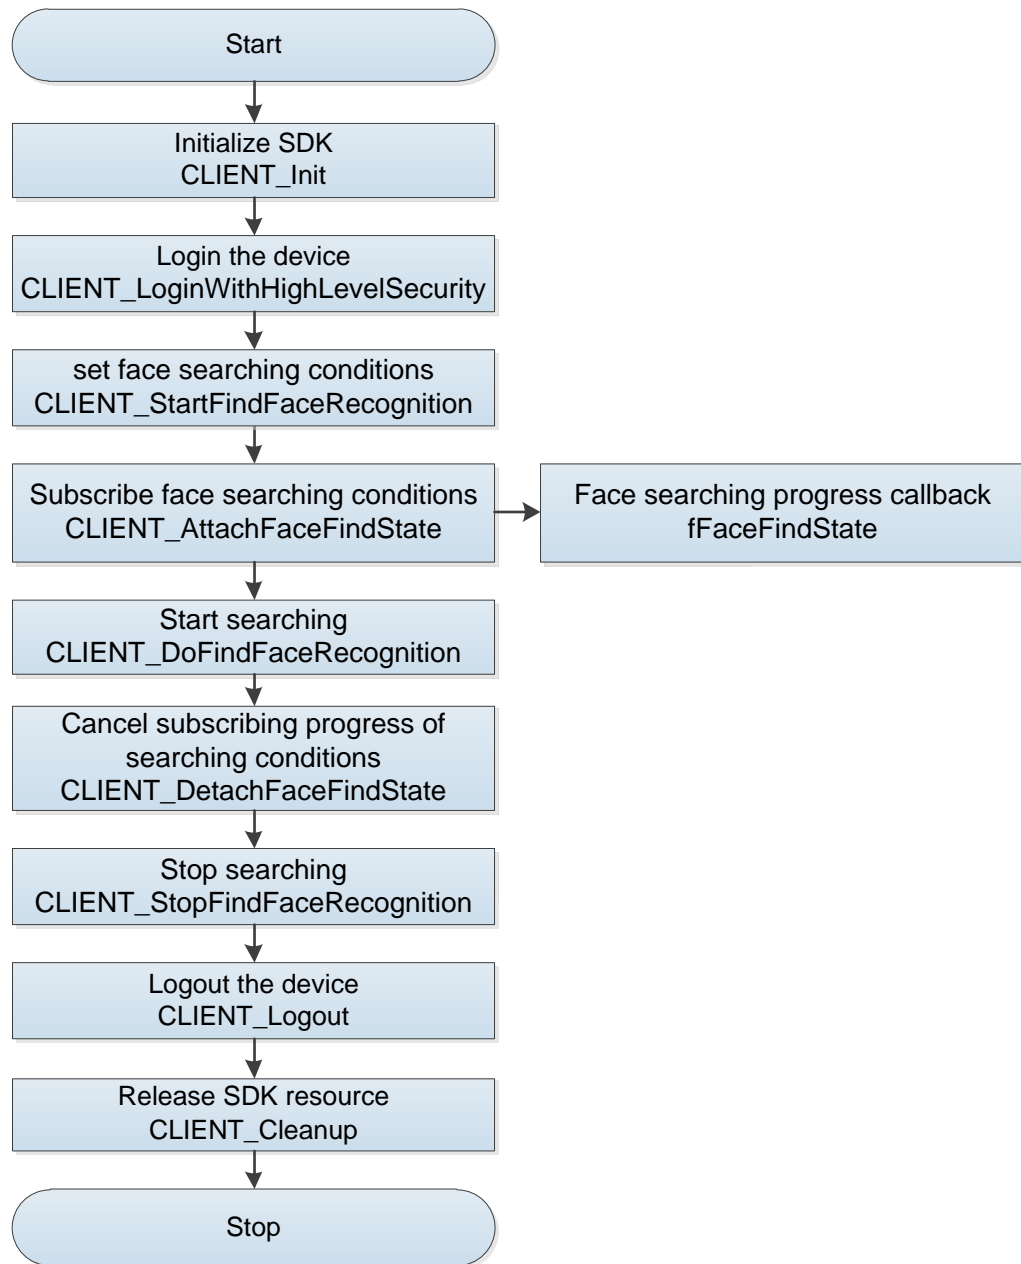 Start
Initialize SDK
CLIENT_Init
Login the device
CLIENT_LoginWithHighLevelSecurity
set face searching conditions
CLIENT_StartFindFaceRecognition
Subscribe face searching conditions
CLIENT_AttachFaceFindState
Face searching progress callback
fFaceFindState
Start searching
CLIENT_DoFindFaceRecognition
Cancel subscribing progress of
searching conditions
CLIENT_DetachFaceFindState
Stop searching
CLIENT_StopFindFaceRecognition
Logout the device
CLIENT_Logout
Release SDK resource
CLIENT_Cleanup
Stop